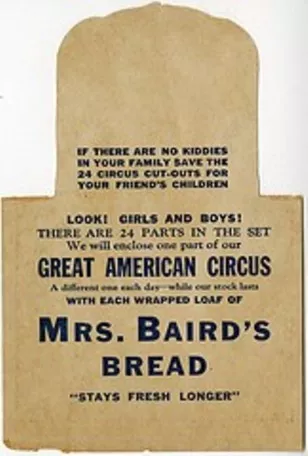 IF THERE ARE NO KIDDIES
IN YOUR FAMILY SAVE THE
24 CIRCUS CUT-OUTS FOR
YOUR FRIEND'S CHILDREN
LOOK! GIRLS AND BOYS!
THERE ARE 24 PARTS IN THE SET
We will enclose one part of our
GREAT AMERICAN CIRCUS
A different one each day—while our stock lasts
WITH EACH WRAPPED LOAF OF
MRS. BAIRD'S
BREAD
"STAYS FRESH LONGER"